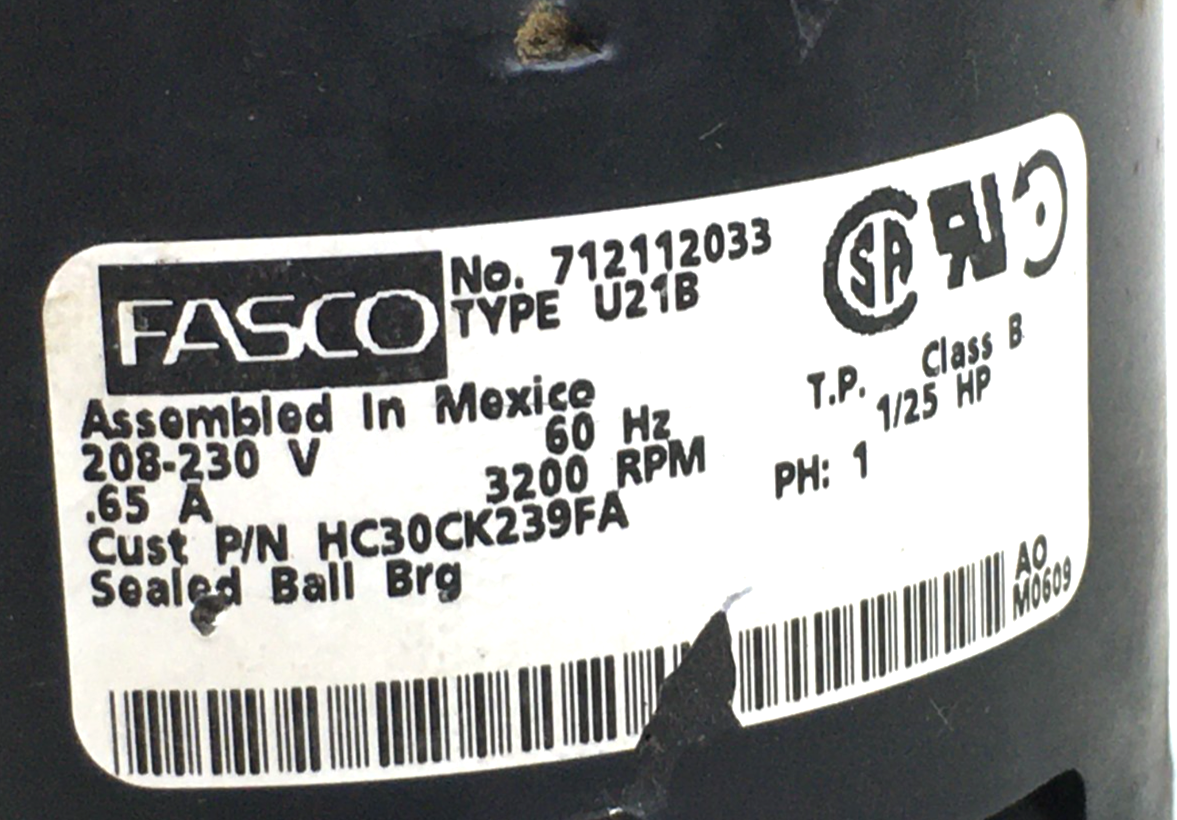 FASCO
No. 712112033
TYPE U21B
Assembled In Mexico
208-230 V 60 Hz T.P. Class B
.65 A 3200 RPM PH: 1 1/25 HP
Cust P/N HC30CK239FA
Sealed Ball Brg
AO
M0609